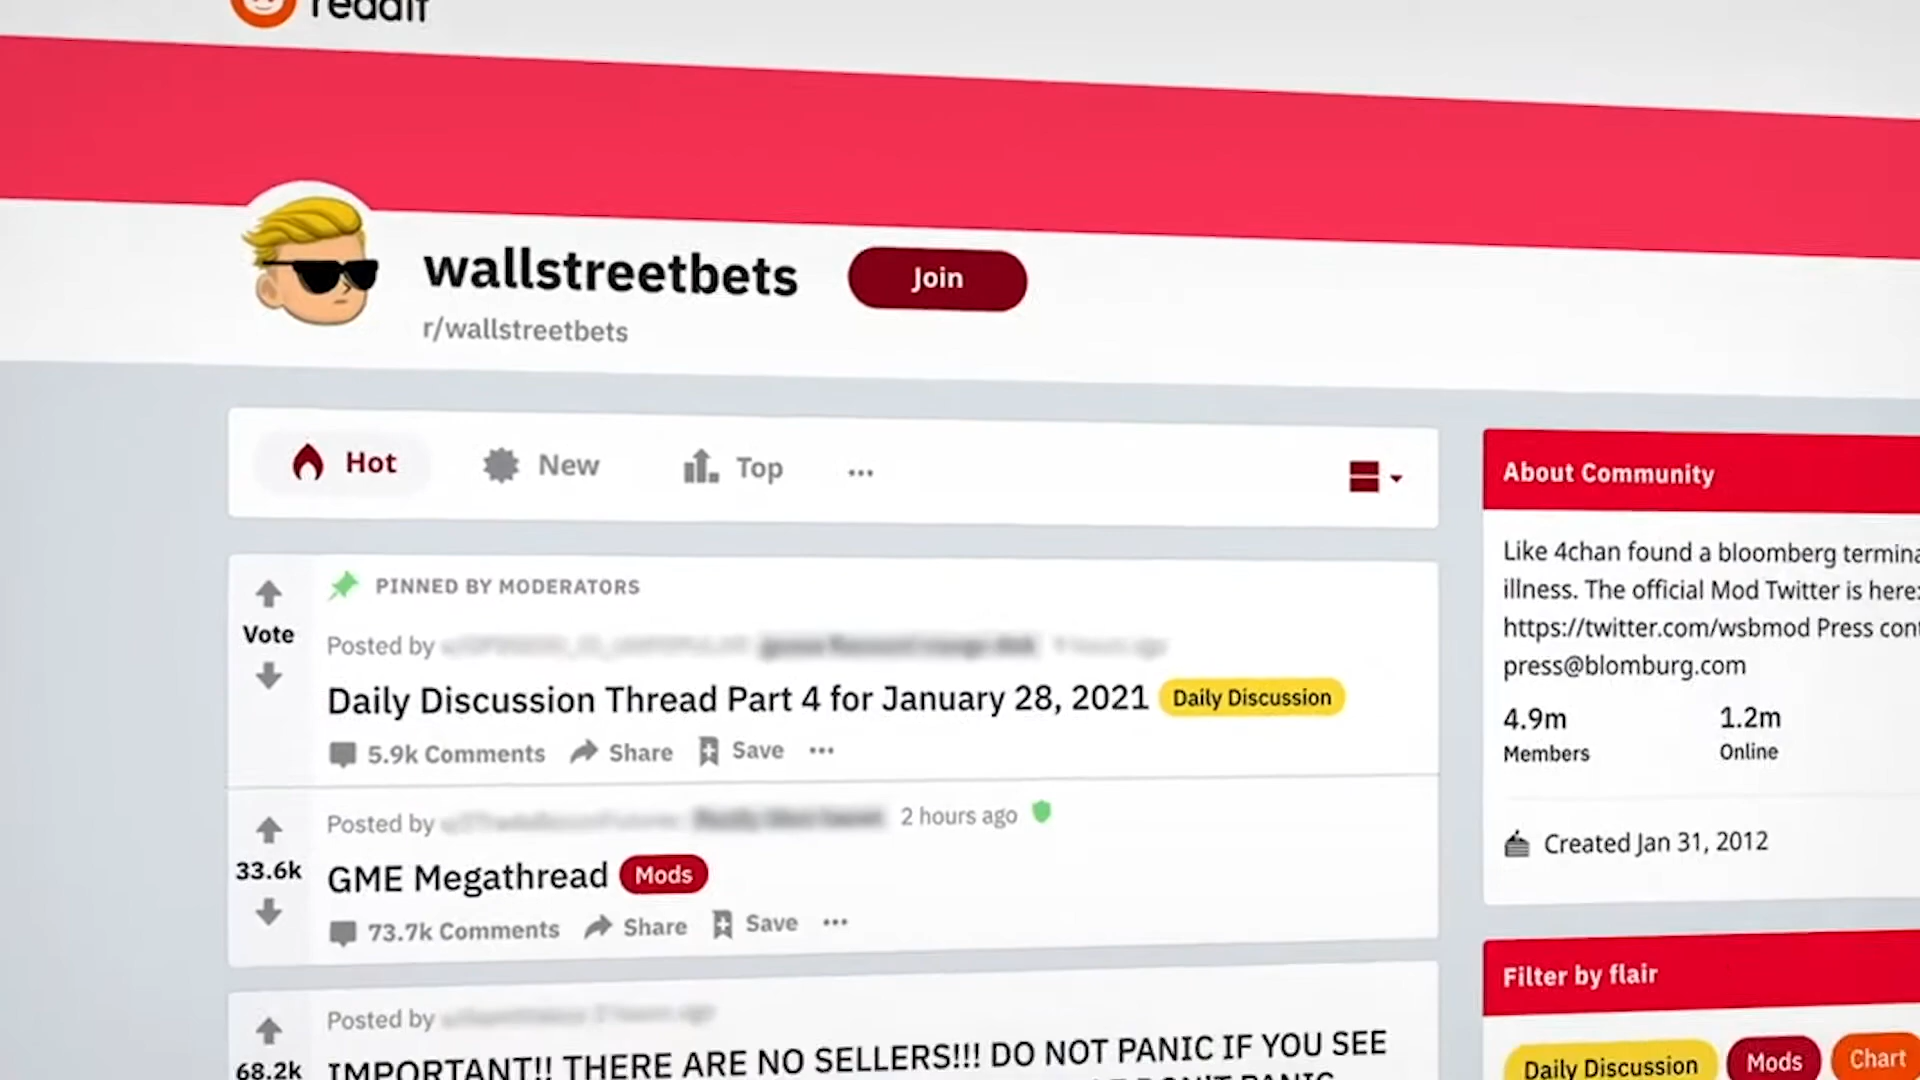 reddit
wallstreetbets
Join
r/wallstreetbets
Hot
New
Top
About Community
Like 4chan found a bloomberg
illness. The official Mod Twitter is here:
https://twitter.com/wsbmod Press
press@blomburg.com
4.9m
1.2m
Members
Online
Created Jan 31, 2012
Filter by flair
Daily Discussion
Mods
Chart
PINNED BY MODERATORS
Vote
Posted by
Daily Discussion Thread Part 4 for January 28, 2021 Daily Discussion
5.9k Comments Share Save
Posted by 2 hours ago
33.6k
GME Megathread Mods
73.7k Comments Share Save
Posted by
68.2k
IMPORTANT!! THERE ARE NO SELLERS!!! DO NOT PANIC IF YOU SEE
DON'T PANIC